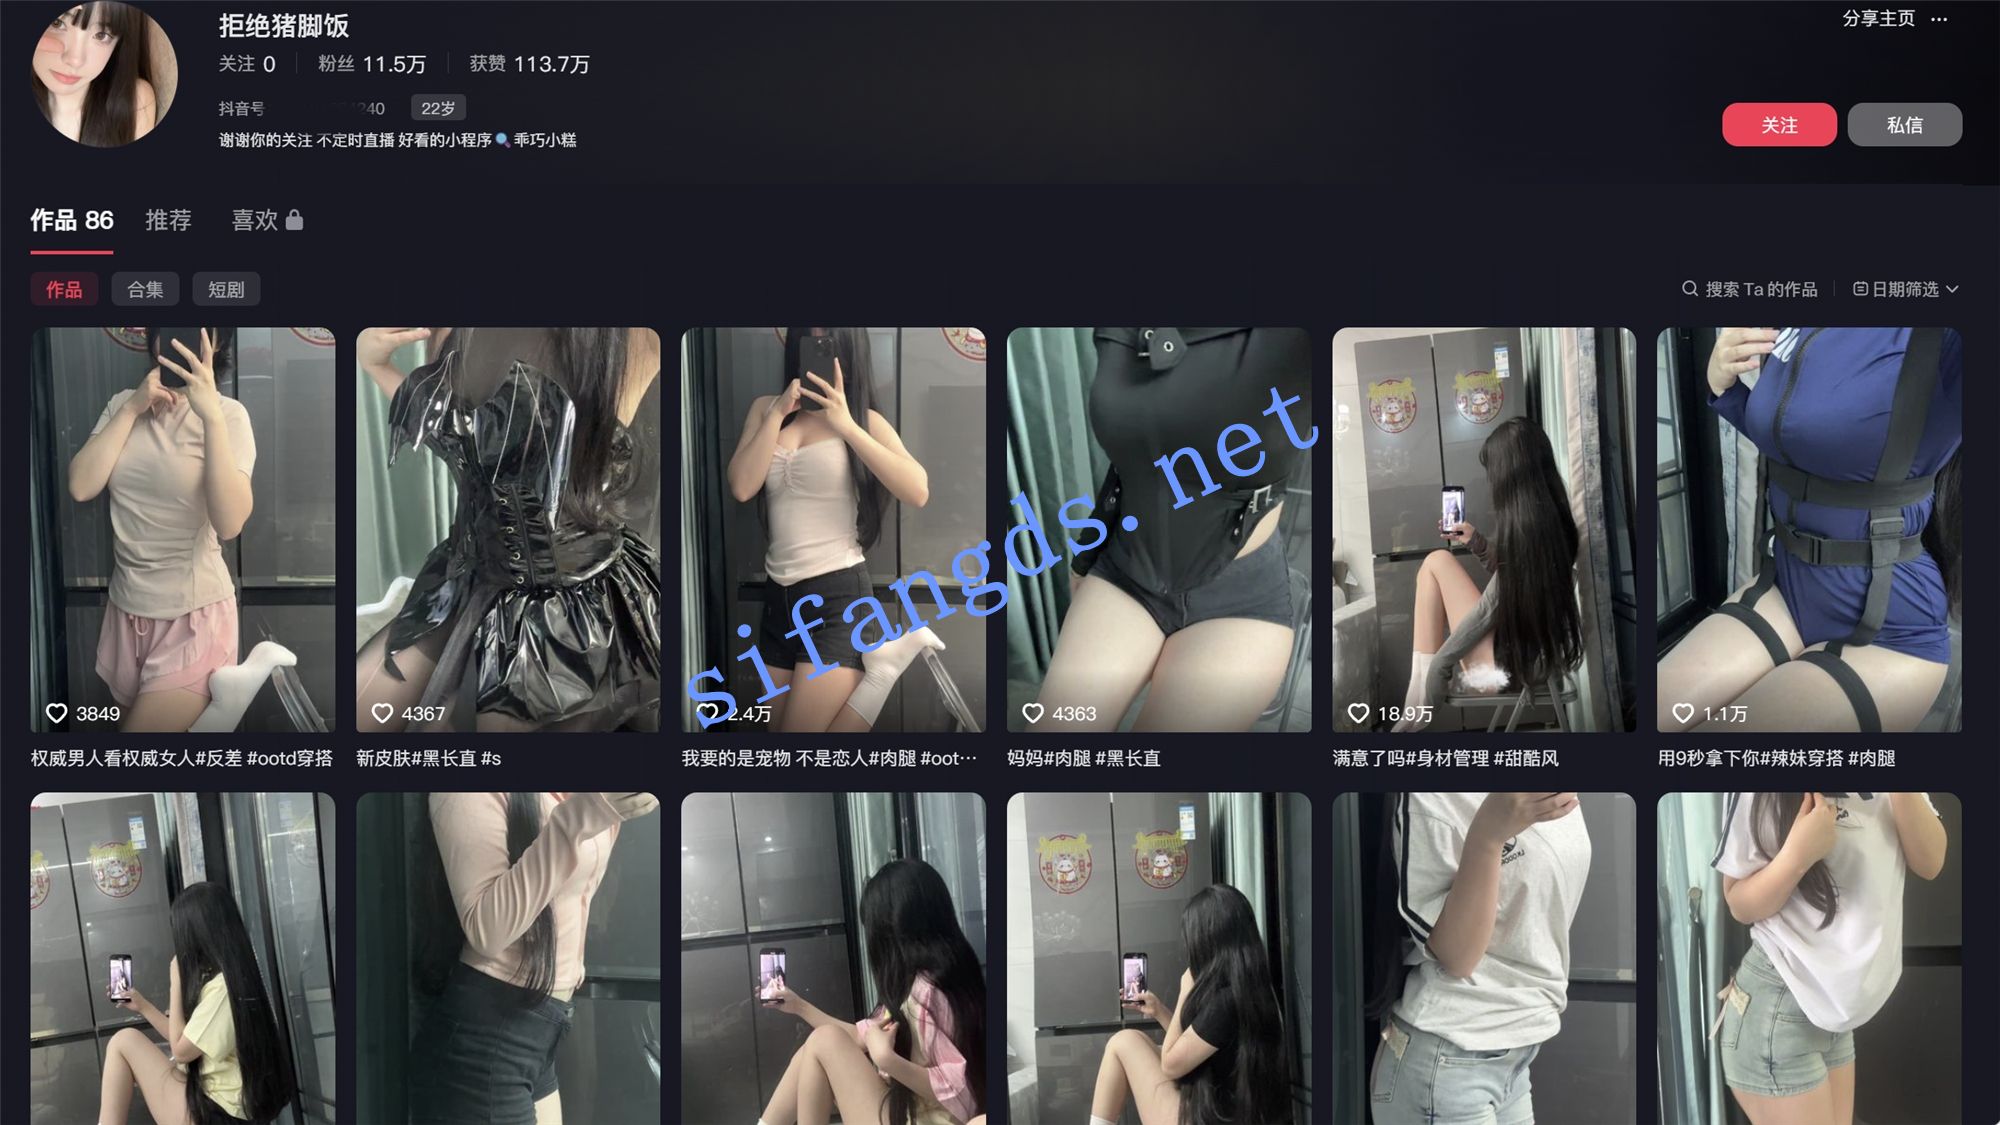 拒绝猪脚饭
分享主页 ···
关注 0 粉丝 11.5万 获赞 113.7万
抖音号 240 22岁
谢谢你的关注 不定时直播 好看的小程序🔍乖巧小糕
关注 私信
作品 86 推荐 喜欢
作品 合集 短剧
搜索 Ta 的作品 日期筛选
sifangds.net
3849 4367 2.4万 4363 18.9万 1.1万
权威男人看权威女人#反差 #ootd穿搭
新皮肤#黑长直 #s
我要的是宠物 不是恋人#肉腿 #oot···
妈妈#肉腿 #黑长直
满意了吗#身材管理 #甜酷风
用9秒拿下你#辣妹穿搭 #肉腿